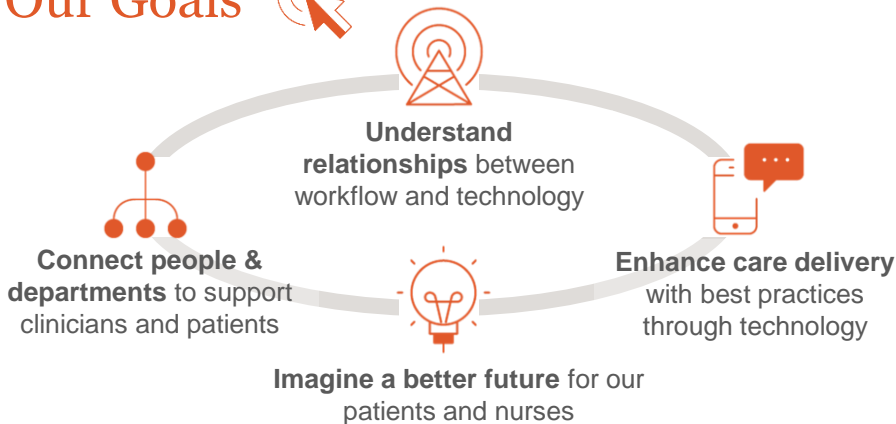 Our Goals
Understand
relationships between
workflow and technology
Connect people &
departments to support
clinicians and patients
Enhance care delivery
with best practices
through technology
Imagine a better future for our
patients and nurses